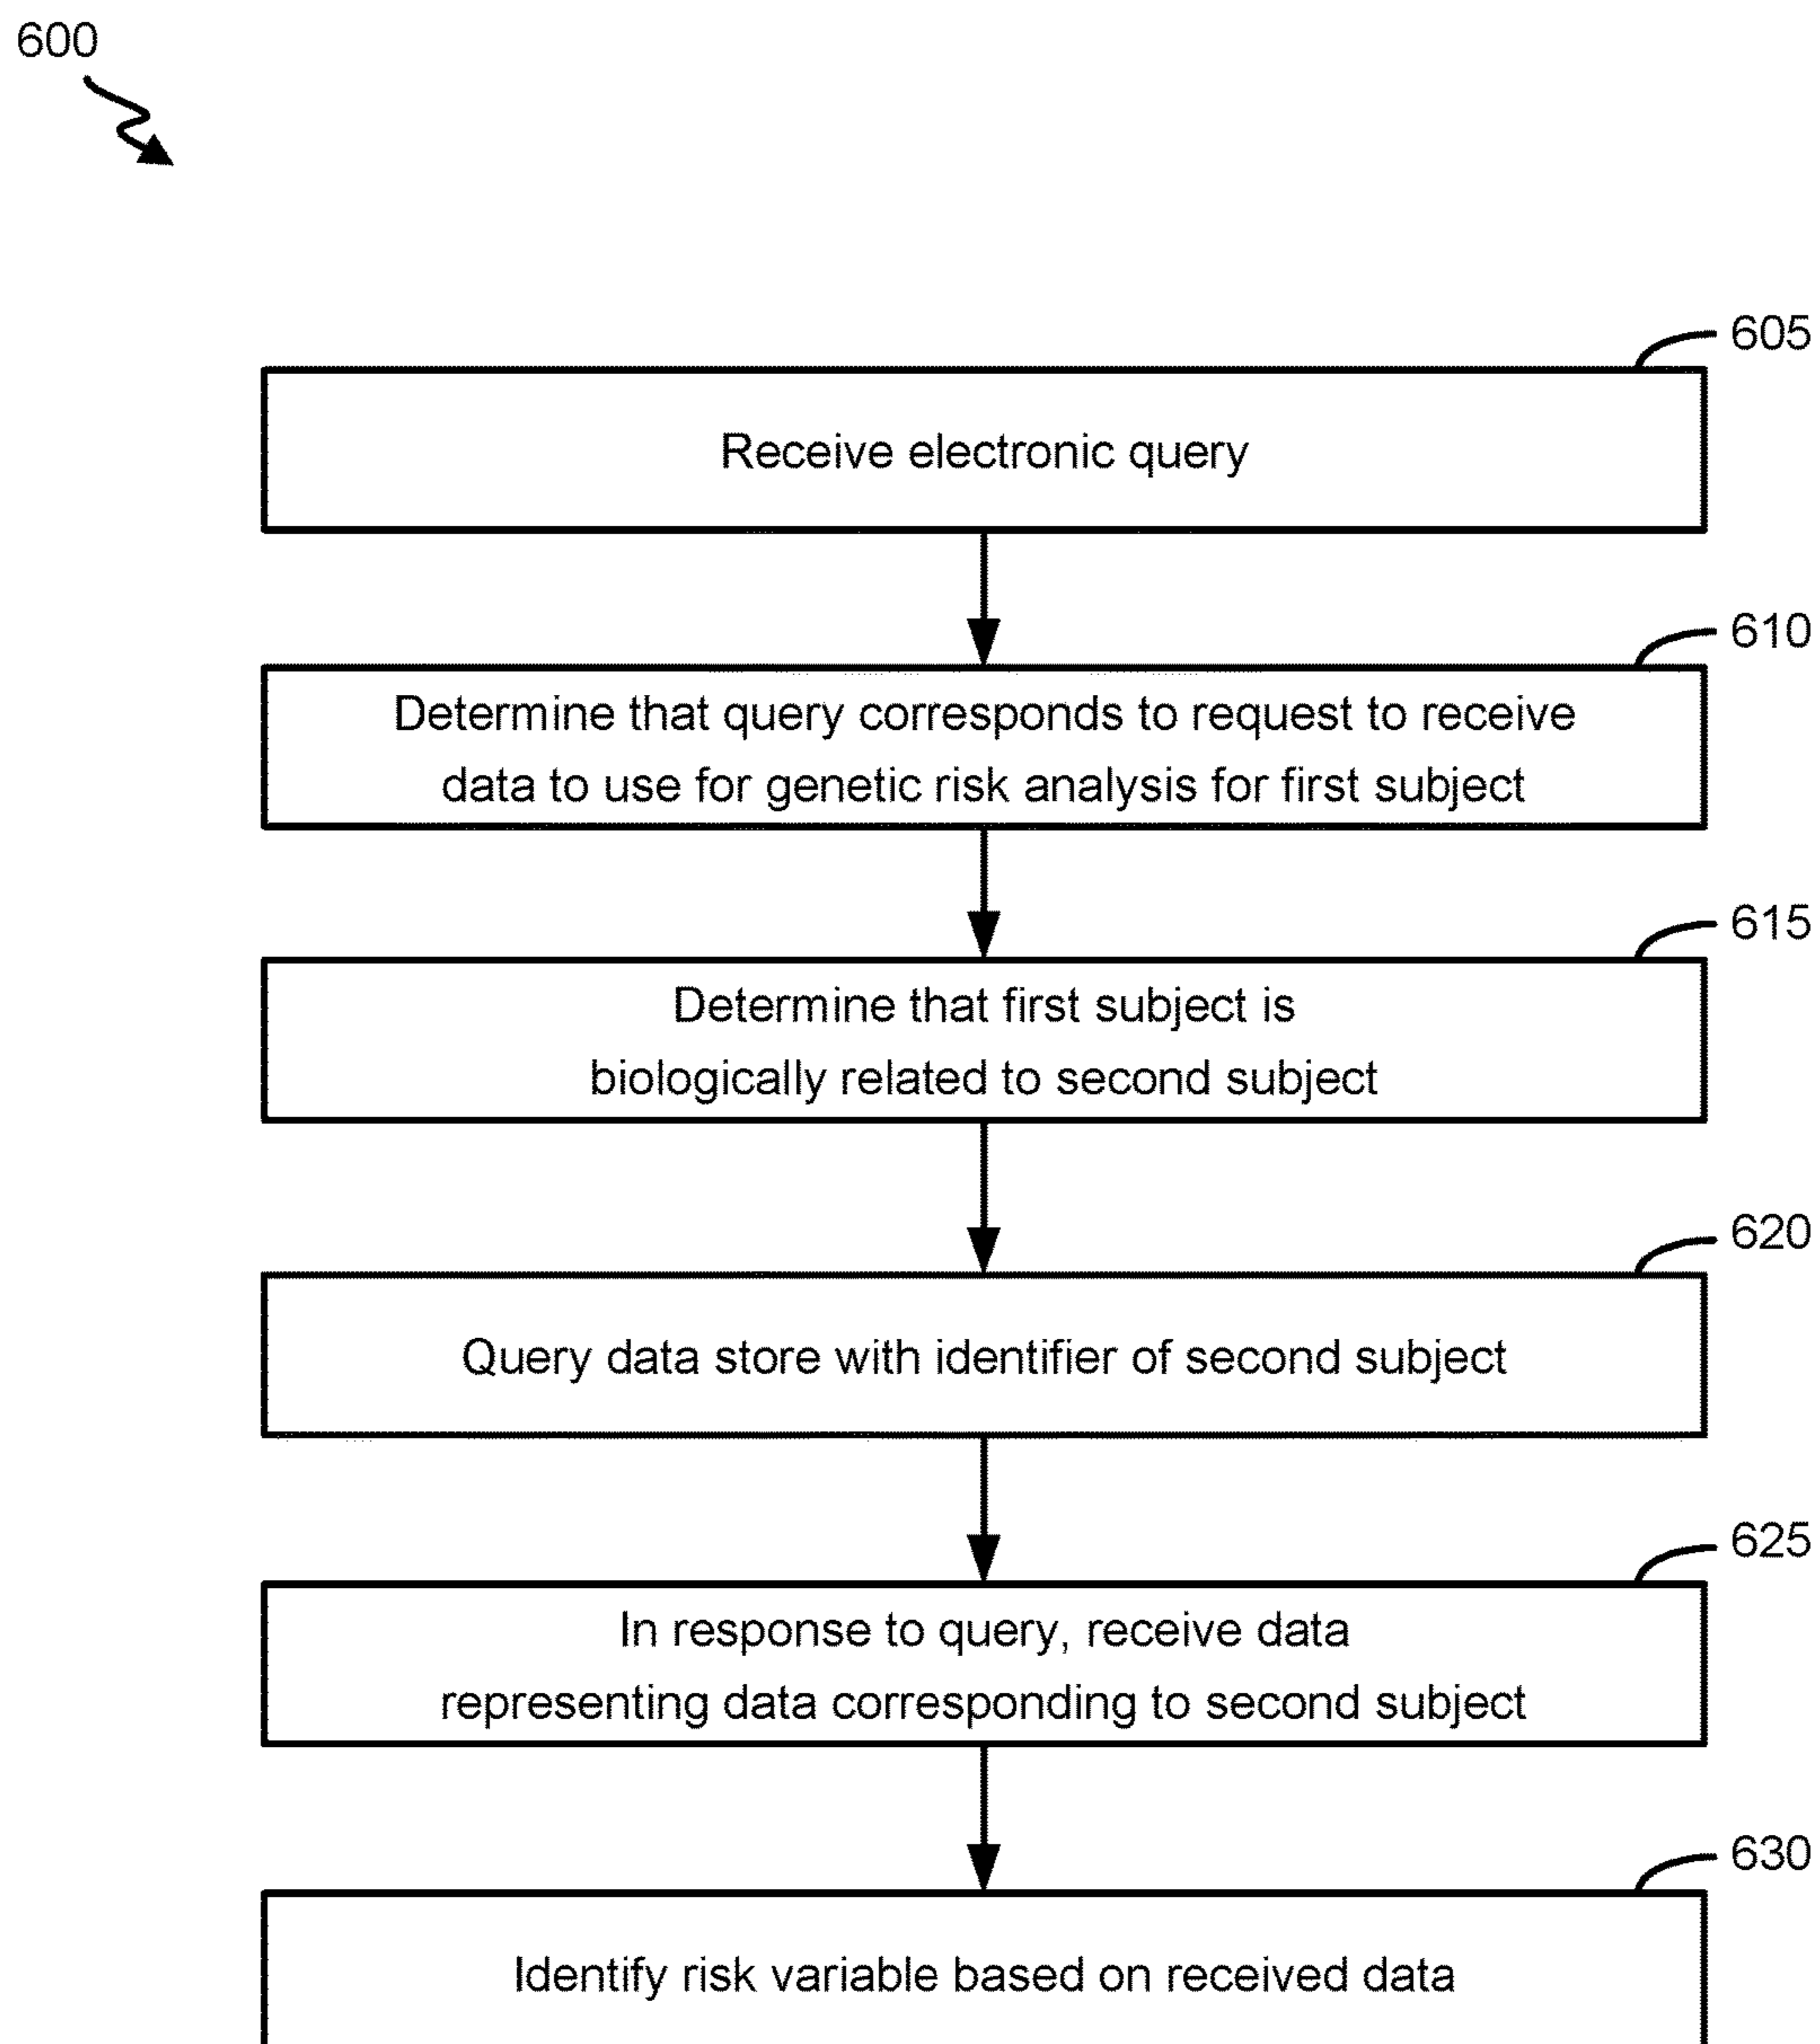 600
605
Receive electronic query
610
Determine that query corresponds to request to receive
data to use for genetic risk analysis for first subject
615
Determine that first subject is
biologically related to second subject
620
Query data store with identifier of second subject
625
In response to query, receive data
representing data corresponding to second subject
630
Identify risk variable based on received data